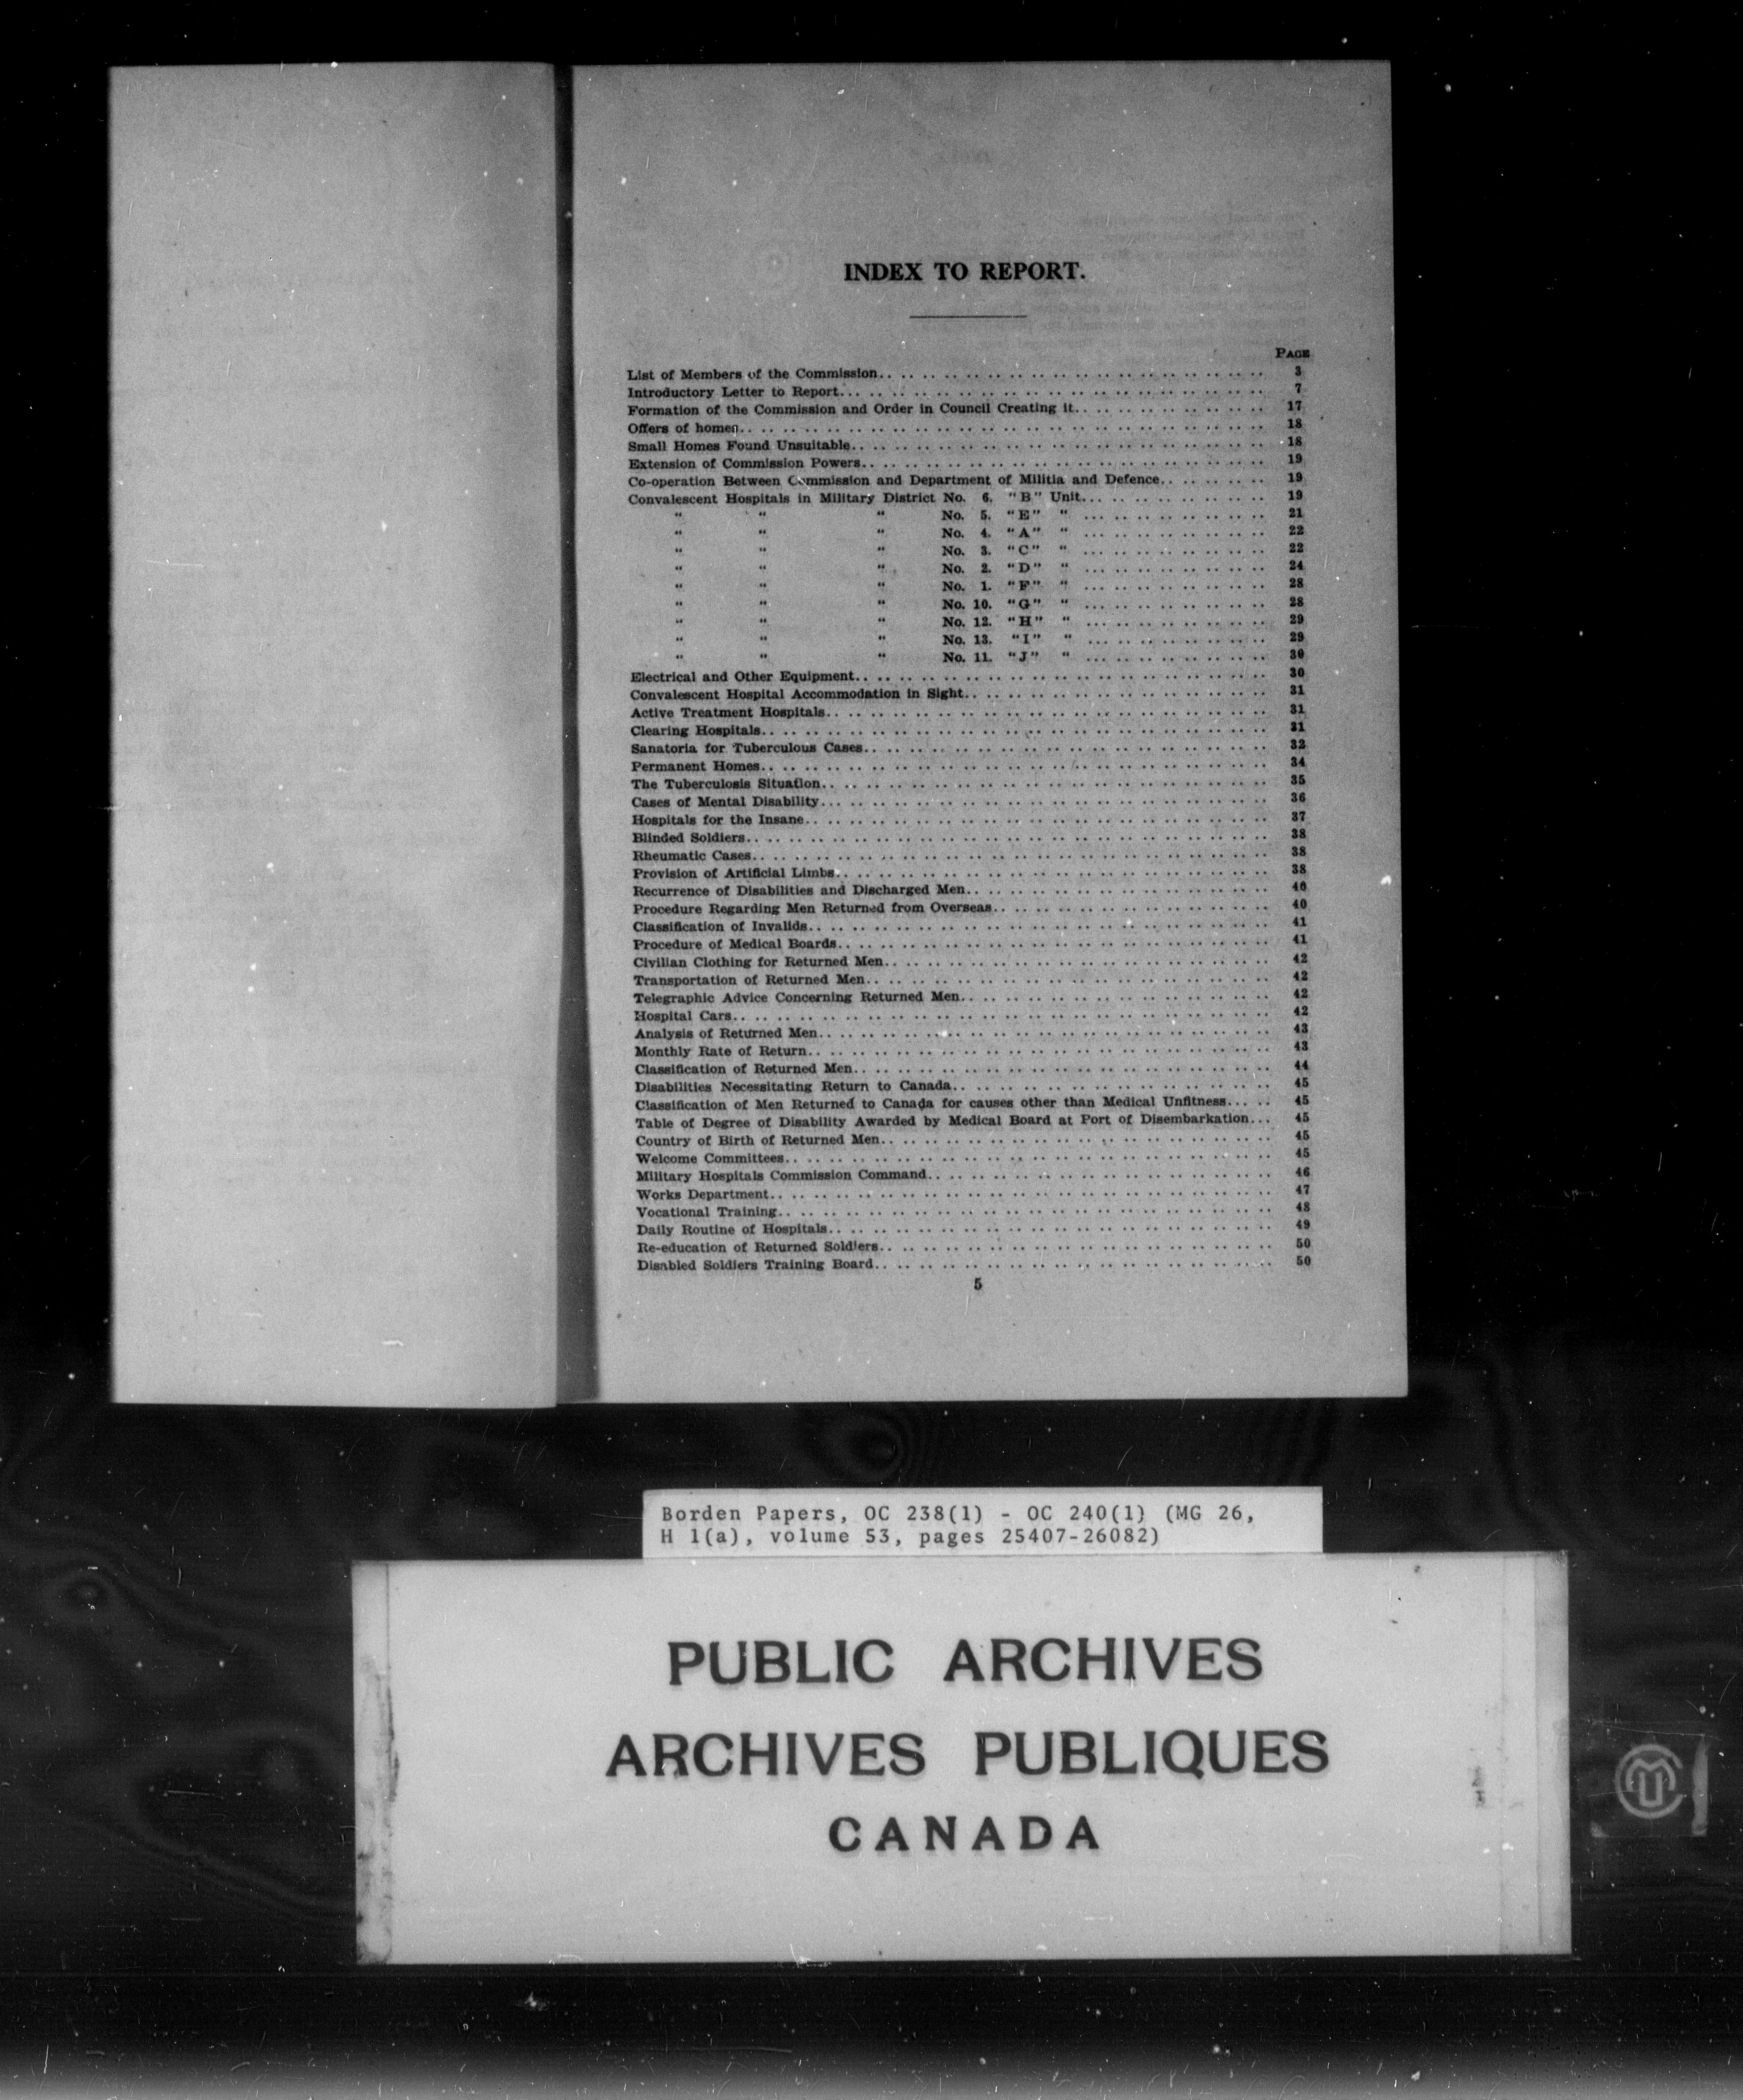 INDEX TO REPORT.
PAGE
List of Members of the Commission.. .. .. .. .. .. .. .. .. .. .. .. .. .. .. .. .. .. 3
Introductory Letter to Report.. .. .. .. .. .. .. .. .. .. .. .. .. .. .. .. .. .. .. 7
Formation of the Commission and Order in Council Creating it.. .. .. .. .. .. .. .. .. 17
Offers of homes.. .. .. .. .. .. .. .. .. .. .. .. .. .. .. .. .. .. .. .. .. .. .. .. 18
Small Homes Found Unsuitable.. .. .. .. .. .. .. .. .. .. .. .. .. .. .. .. .. .. .. 18
Extension of Commission Powers.. .. .. .. .. .. .. .. .. .. .. .. .. .. .. .. .. .. .. 19
Co-operation Between Commission and Department of Militia and Defence.. .. .. .. .. 19
Convalescent Hospitals in Military District No. 6. "B" Unit.. .. .. .. .. .. .. .. .. 19
" " " No. 5. "E" " .. .. .. .. .. .. .. .. .. 21
" " " No. 4. "A" " .. .. .. .. .. .. .. .. .. 22
" " " No. 3. "C" " .. .. .. .. .. .. .. .. .. 22
" " " No. 2. "D" " .. .. .. .. .. .. .. .. .. 24
" " " No. 1. "F" " .. .. .. .. .. .. .. .. .. 28
" " " No. 10. "G" " .. .. .. .. .. .. .. .. .. 28
" " " No. 12. "H" " .. .. .. .. .. .. .. .. .. 29
" " " No. 13. "I" " .. .. .. .. .. .. .. .. .. 29
" " " No. 11. "J" " .. .. .. .. .. .. .. .. .. 30
Electrical and Other Equipment.. .. .. .. .. .. .. .. .. .. .. .. .. .. .. .. .. .. .. 30
Convalescent Hospital Accommodation in Sight.. .. .. .. .. .. .. .. .. .. .. .. .. .. 31
Active Treatment Hospitals.. .. .. .. .. .. .. .. .. .. .. .. .. .. .. .. .. .. .. .. 31
Clearing Hospitals.. .. .. .. .. .. .. .. .. .. .. .. .. .. .. .. .. .. .. .. .. .. .. 31
Sanatoria for Tuberculous Cases.. .. .. .. .. .. .. .. .. .. .. .. .. .. .. .. .. .. .. 32
Permanent Homes.. .. .. .. .. .. .. .. .. .. .. .. .. .. .. .. .. .. .. .. .. .. .. .. 34
The Tuberculosis Situation.. .. .. .. .. .. .. .. .. .. .. .. .. .. .. .. .. .. .. .. 35
Cases of Mental Disability.. .. .. .. .. .. .. .. .. .. .. .. .. .. .. .. .. .. .. .. 36
Hospitals for the Insane.. .. .. .. .. .. .. .. .. .. .. .. .. .. .. .. .. .. .. .. .. 37
Blinded Soldiers.. .. .. .. .. .. .. .. .. .. .. .. .. .. .. .. .. .. .. .. .. .. .. .. 38
Rheumatic Cases.. .. .. .. .. .. .. .. .. .. .. .. .. .. .. .. .. .. .. .. .. .. .. .. 38
Provision of Artificial Limbs.. .. .. .. .. .. .. .. .. .. .. .. .. .. .. .. .. .. .. .. 38
Recurrence of Disabilities and Discharged Men.. .. .. .. .. .. .. .. .. .. .. .. .. .. 40
Procedure Regarding Men Returned from Overseas.. .. .. .. .. .. .. .. .. .. .. .. .. 40
Classification of Invalids.. .. .. .. .. .. .. .. .. .. .. .. .. .. .. .. .. .. .. .. .. 41
Procedure of Medical Boards.. .. .. .. .. .. .. .. .. .. .. .. .. .. .. .. .. .. .. .. 41
Civilian Clothing for Returned Men.. .. .. .. .. .. .. .. .. .. .. .. .. .. .. .. .. .. 42
Transportation of Returned Men.. .. .. .. .. .. .. .. .. .. .. .. .. .. .. .. .. .. .. 42
Telegraphic Advice Concerning Returned Men.. .. .. .. .. .. .. .. .. .. .. .. .. .. .. 42
Hospital Cars.. .. .. .. .. .. .. .. .. .. .. .. .. .. .. .. .. .. .. .. .. .. .. .. .. 42
Analysis of Returned Men.. .. .. .. .. .. .. .. .. .. .. .. .. .. .. .. .. .. .. .. .. 43
Monthly Rate of Return.. .. .. .. .. .. .. .. .. .. .. .. .. .. .. .. .. .. .. .. .. .. 43
Classification of Returned Men.. .. .. .. .. .. .. .. .. .. .. .. .. .. .. .. .. .. .. 44
Disabilities Necessitating Return to Canada.. .. .. .. .. .. .. .. .. .. .. .. .. .. .. 45
Classification of Men Returned to Canada for causes other than Medical Unfitness.. .. .. 45
Table of Degree of Disability Awarded by Medical Board at Port of Disembarkation.. .. 45
Country of Birth of Returned Men.. .. .. .. .. .. .. .. .. .. .. .. .. .. .. .. .. .. 45
Welcome Committees.. .. .. .. .. .. .. .. .. .. .. .. .. .. .. .. .. .. .. .. .. .. .. 45
Military Hospitals Commission Command.. .. .. .. .. .. .. .. .. .. .. .. .. .. .. .. .. 46
Works Department.. .. .. .. .. .. .. .. .. .. .. .. .. .. .. .. .. .. .. .. .. .. .. .. 47
Vocational Training.. .. .. .. .. .. .. .. .. .. .. .. .. .. .. .. .. .. .. .. .. .. .. 48
Daily Routine of Hospitals.. .. .. .. .. .. .. .. .. .. .. .. .. .. .. .. .. .. .. .. .. 49
Re-education of Returned Soldiers.. .. .. .. .. .. .. .. .. .. .. .. .. .. .. .. .. .. .. 50
Disabled Soldiers Training Board.. .. .. .. .. .. .. .. .. .. .. .. .. .. .. .. .. .. .. 50
5
Borden Papers, OC 238(1) - OC 240(1) (MG 26,
H 1(a), volume 53, pages 25407-26082)
PUBLIC ARCHIVES
ARCHIVES PUBLIQUES
CANADA